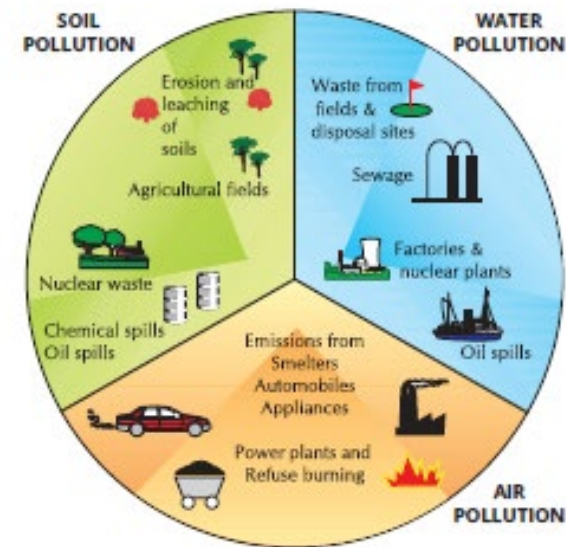 SOIL
POLLUTION
Erosion and
leaching
of
soils
Agricultural fields
Nuclear waste
Chemical spills
Oil spills
WATER
POLLUTION
Waste from
fields &
disposal sites
Sewage
Factories &
nuclear plants
Oil spills
Emissions from
Smelters
Automobiles
Appliances
Power plants and
Refuse burning
AIR
POLLUTION